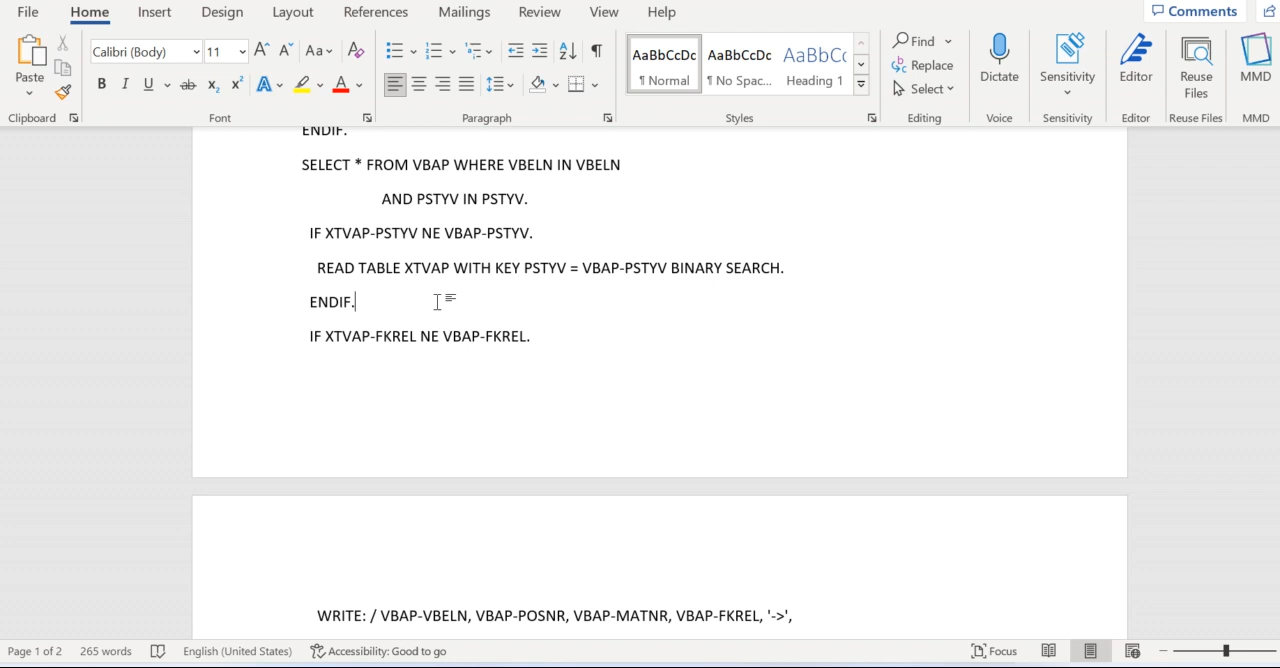 File Home Insert Design Layout References Mailings Review View Help Comments
Calibri (Body) 11 A A Aa A
Paste
B I U ab x₂ x² A A
AaBbCcDc AaBbCcDc AaBbCc
¶ Normal ¶ No Spac... Heading 1
Find
Replace
Select
Dictate Sensitivity Editor Reuse Files MMD
Clipboard Font Paragraph Styles Editing Voice Sensitivity Editor Reuse Files MMD
ENDIF.
SELECT * FROM VBAP WHERE VBELN IN VBELN
AND PSTYV IN PSTYV.
IF XTVAP-PSTYV NE VBAP-PSTYV.
READ TABLE XTVAP WITH KEY PSTYV = VBAP-PSTYV BINARY SEARCH.
ENDIF.
IF XTVAP-FKREL NE VBAP-FKREL.
WRITE: / VBAP-VBELN, VBAP-POSNR, VBAP-MATNR, VBAP-FKREL, '->',
Page 1 of 2 265 words English (United States) Accessibility: Good to go Focus